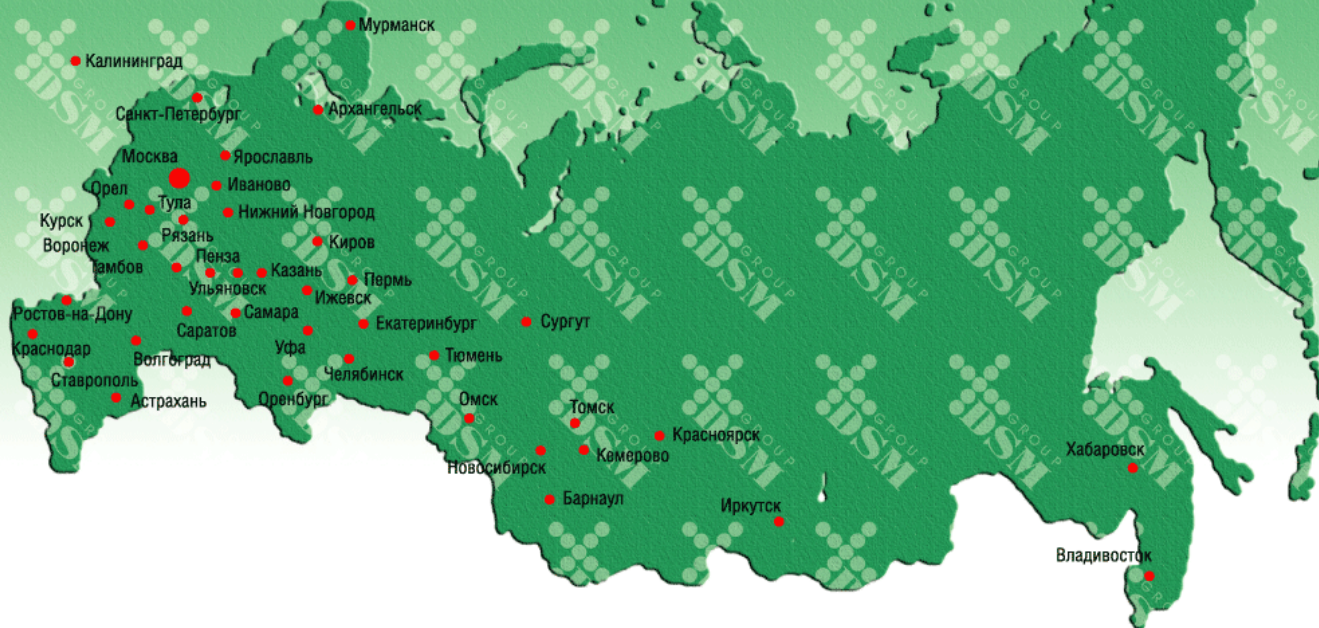 Мурманск
Калининград
Санкт-Петербург
Архангельск
Москва
Ярославль
Орел
Иваново
Тула
Нижний Новгород
Курск
Рязань
Воронеж
Киров
Пенза
Тамбов
Казань
Пермь
Ульяновск
Ижевск
Ростов-на-Дону
Самара
Саратов
Екатеринбург
Сургут
Краснодар
Волгоград
Уфа
Тюмень
Челябинск
Ставрополь
Астрахань
Оренбург
Омск
Томск
Красноярск
Кемерово
Новосибирск
Барнаул
Иркутск
Хабаровск
Владивосток
DSM GROUP